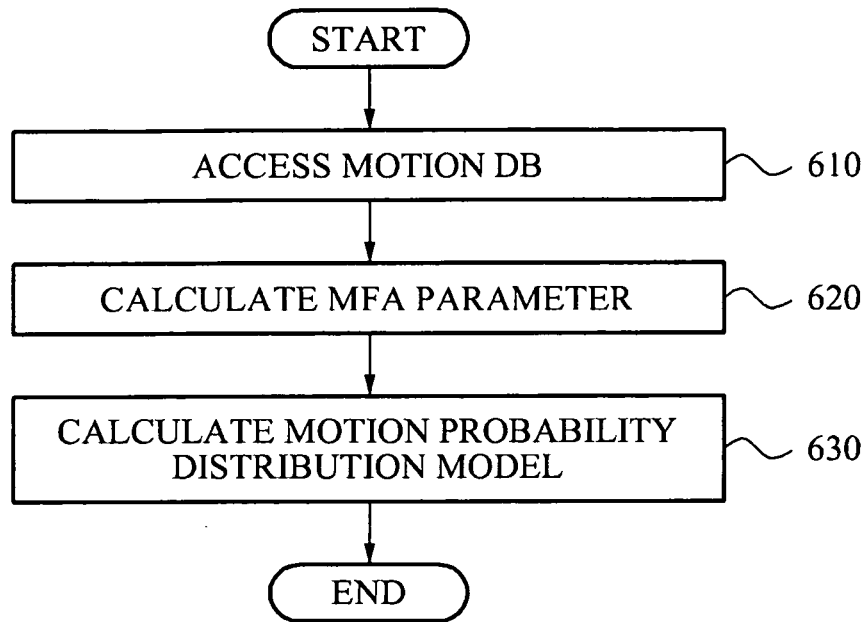 START
ACCESS MOTION DB
610
CALCULATE MFA PARAMETER
620
CALCULATE MOTION PROBABILITY
DISTRIBUTION MODEL
630
END